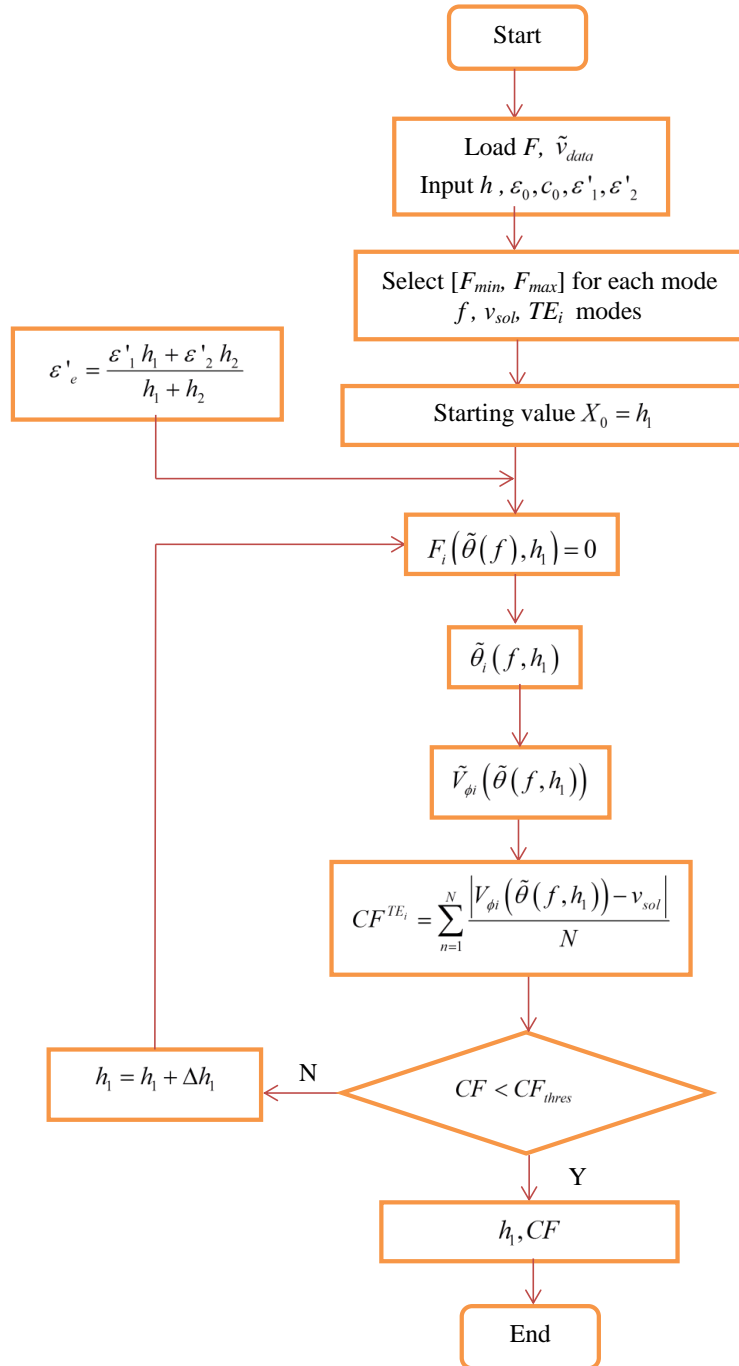 Start
Load F, ṽ_data
Input h , ε_0, c_0, ε'_1, ε'_2
Select [F_min, F_max] for each mode
f, v_sol, TE_i modes
ε'_e = (ε'_1 h_1 + ε'_2 h_2) / (h_1 + h_2)
Starting value X_0 = h_1
F_i(θ̃(f), h_1) = 0
θ̃_i(f, h_1)
Ṽ_ϕi(θ̃(f, h_1))
CF^{TE_i} = ∑_{n=1}^{N} |V_ϕi(θ̃(f, h_1)) − v_sol| / N
h_1 = h_1 + Δh_1
N
CF < CF_thres
Y
h_1, CF
End